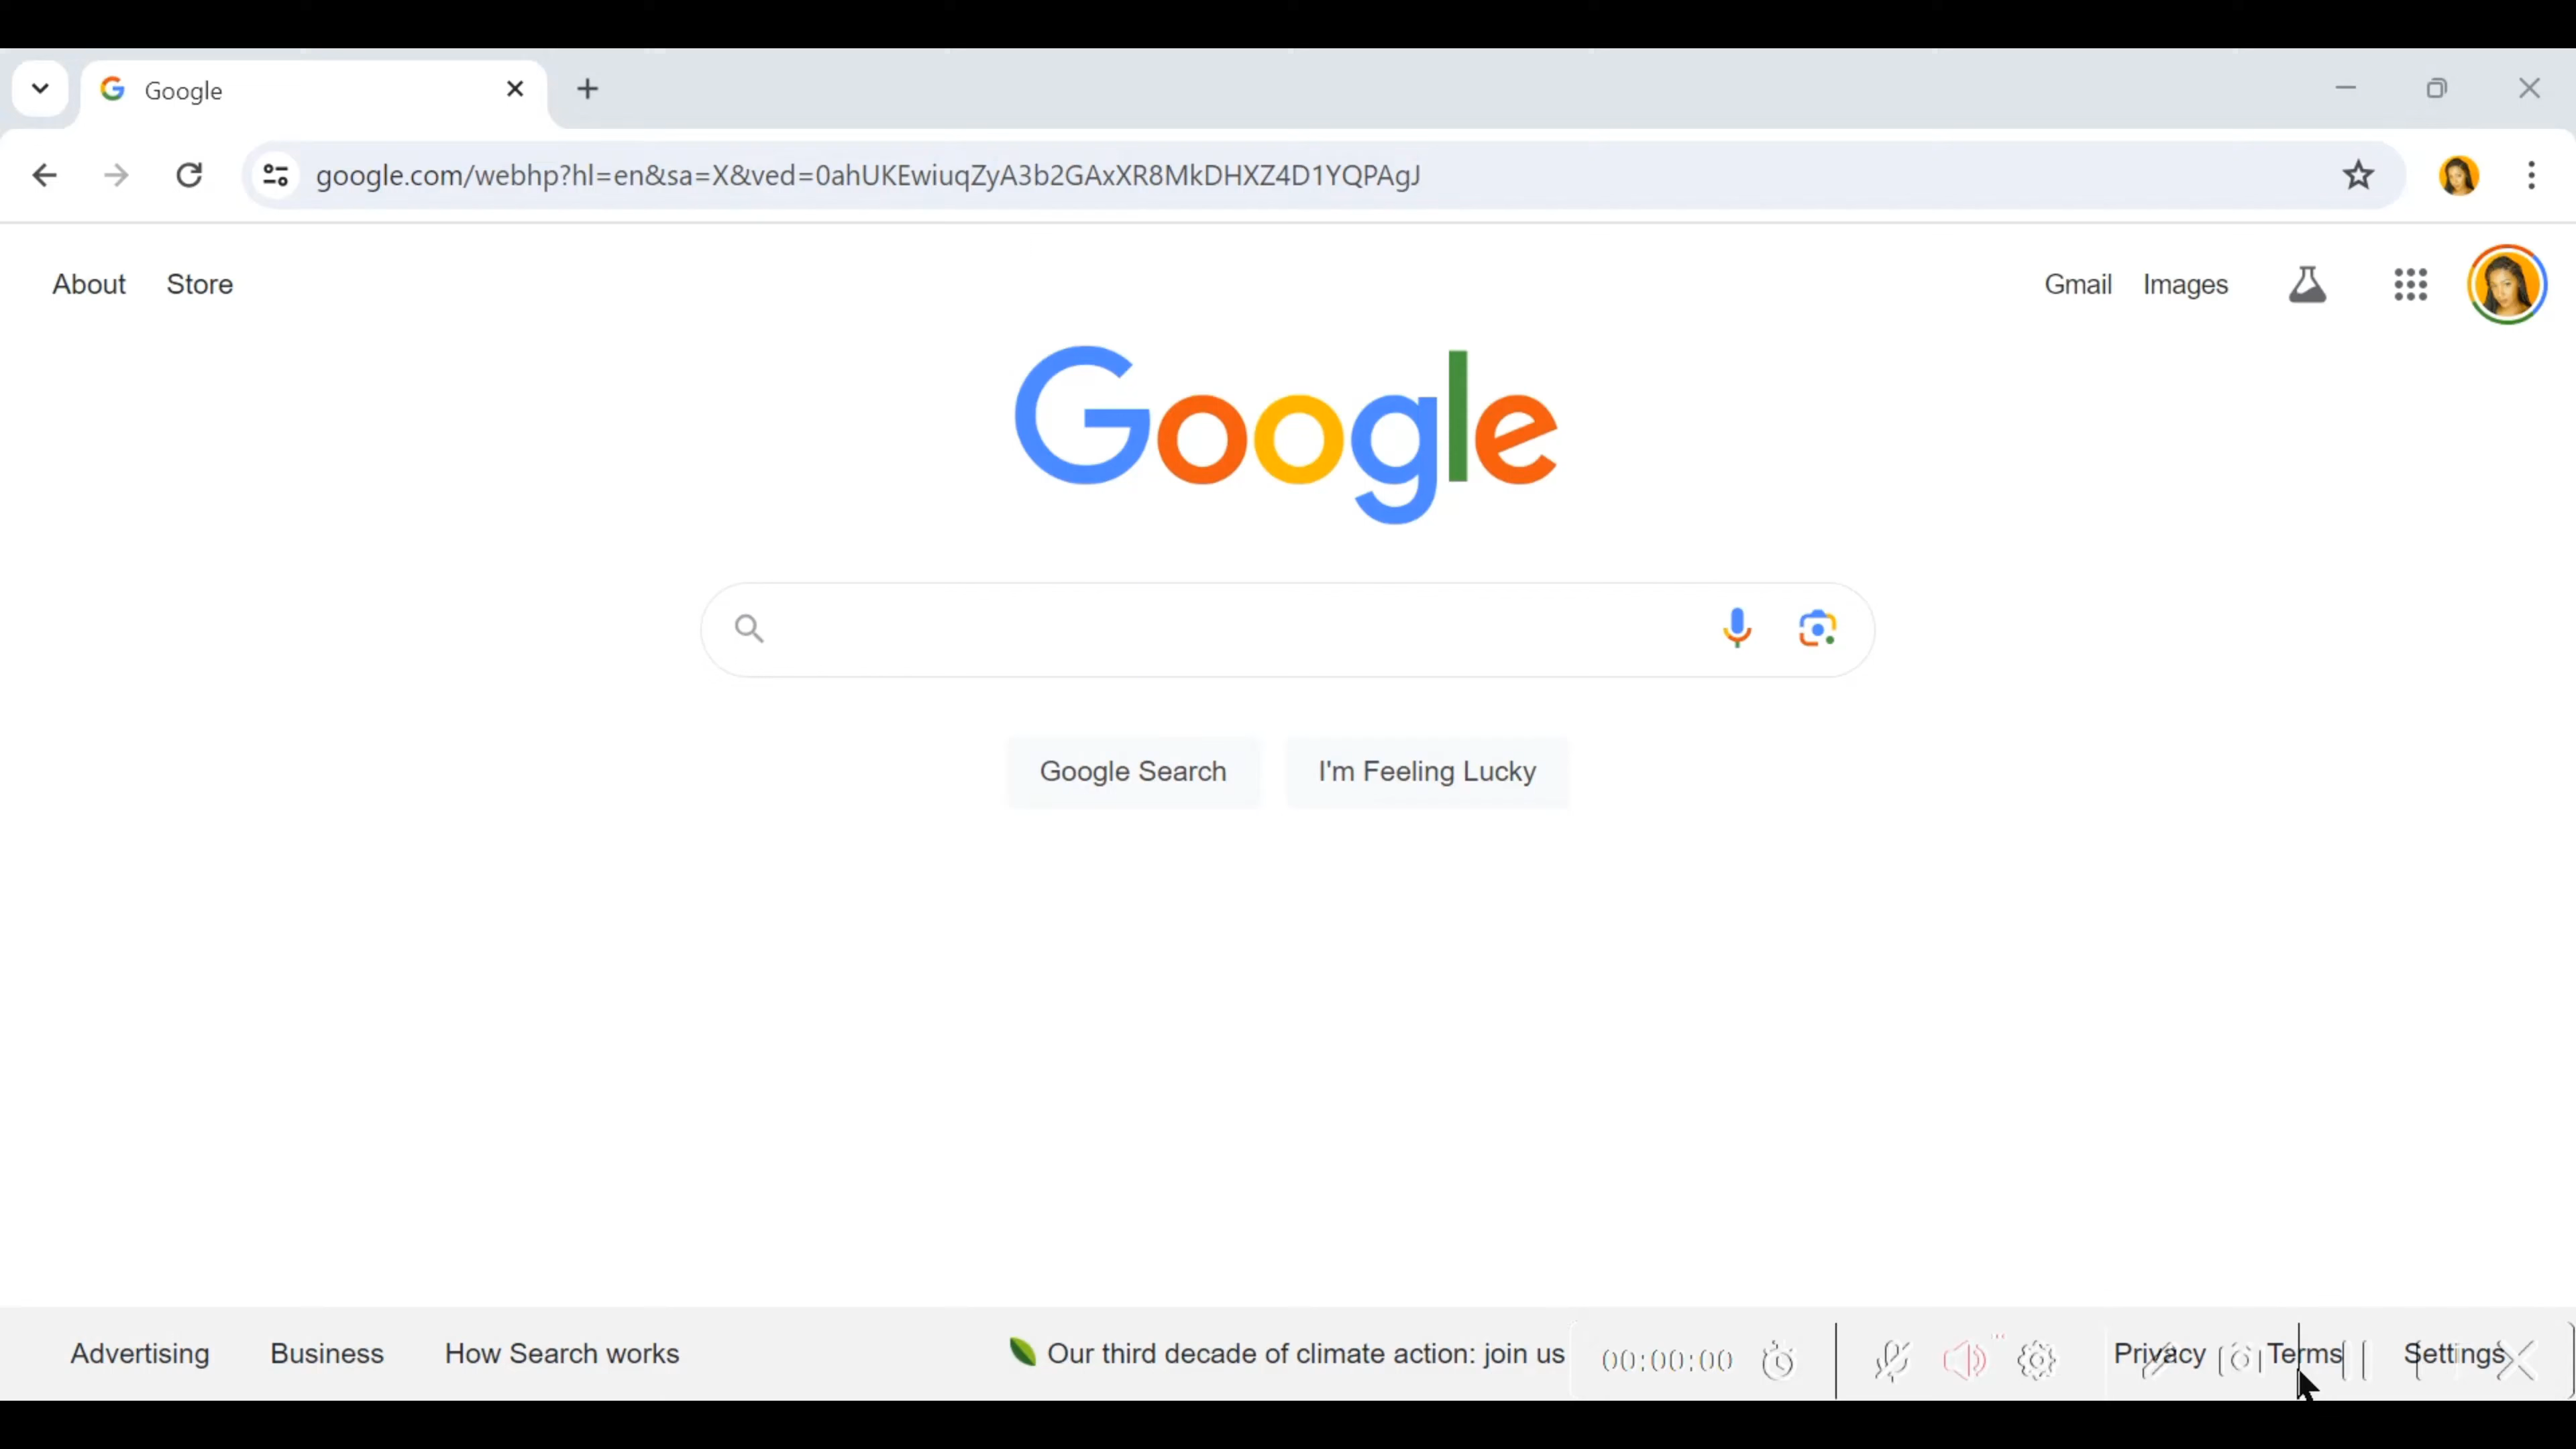 Google
google.com/webhp?hl=en&sa=X&ved=0ahUKEwiuqZyA3b2GAxXR8MkDHXZ4D1YQPAgJ
About Store Gmail Images
Google
Google Search I'm Feeling Lucky
Advertising Business How Search works Our third decade of climate action: join us 00:00:00 Privacy Terms Settings